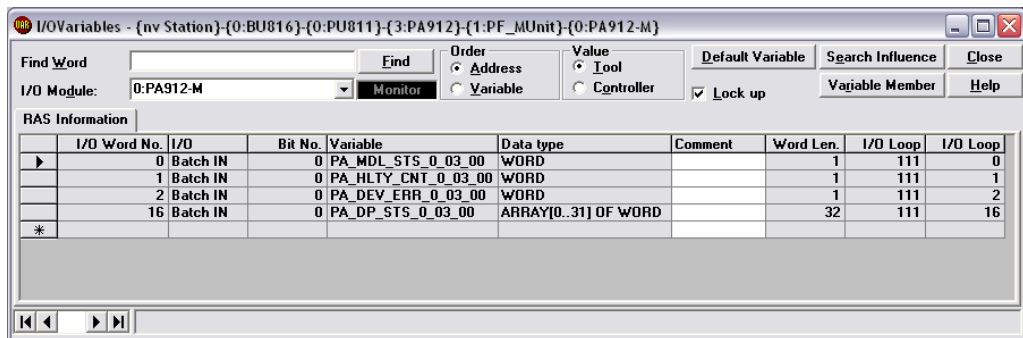 I/OVariables - {nv Station}-{0:BU816}-{0:PU811}-{3:PA912}-{1:PF_MUnit}-{0:PA912-M}
Find Word Find Order Address Variable Value Tool Controller Default Variable Search Influence Close
I/O Module: 0:PA912-M Monitor Lock up Variable Member Help
RAS Information
I/O Word No. I/O Bit No. Variable Data type Comment Word Len. I/O Loop I/O Loop
0 Batch IN 0 PA_MDL_STS_0_03_00 WORD 1 111 0
1 Batch IN 0 PA_HLTY_CNT_0_03_00 WORD 1 111 1
2 Batch IN 0 PA_DEV_ERR_0_03_00 WORD 1 111 2
16 Batch IN 0 PA_DP_STS_0_03_00 ARRAY[0..31] OF WORD 32 111 16